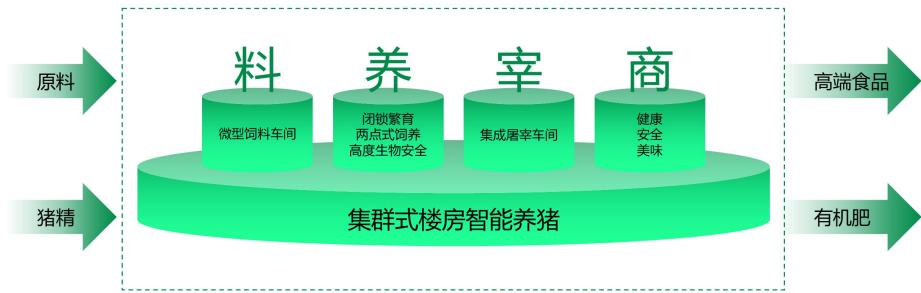 料 养 宰 商
原料
高端食品
微型饲料车间
闭锁繁育
两点式饲养
高度生物安全
集成屠宰车间
健康
安全
美味
猪精
集群式楼房智能养猪
有机肥